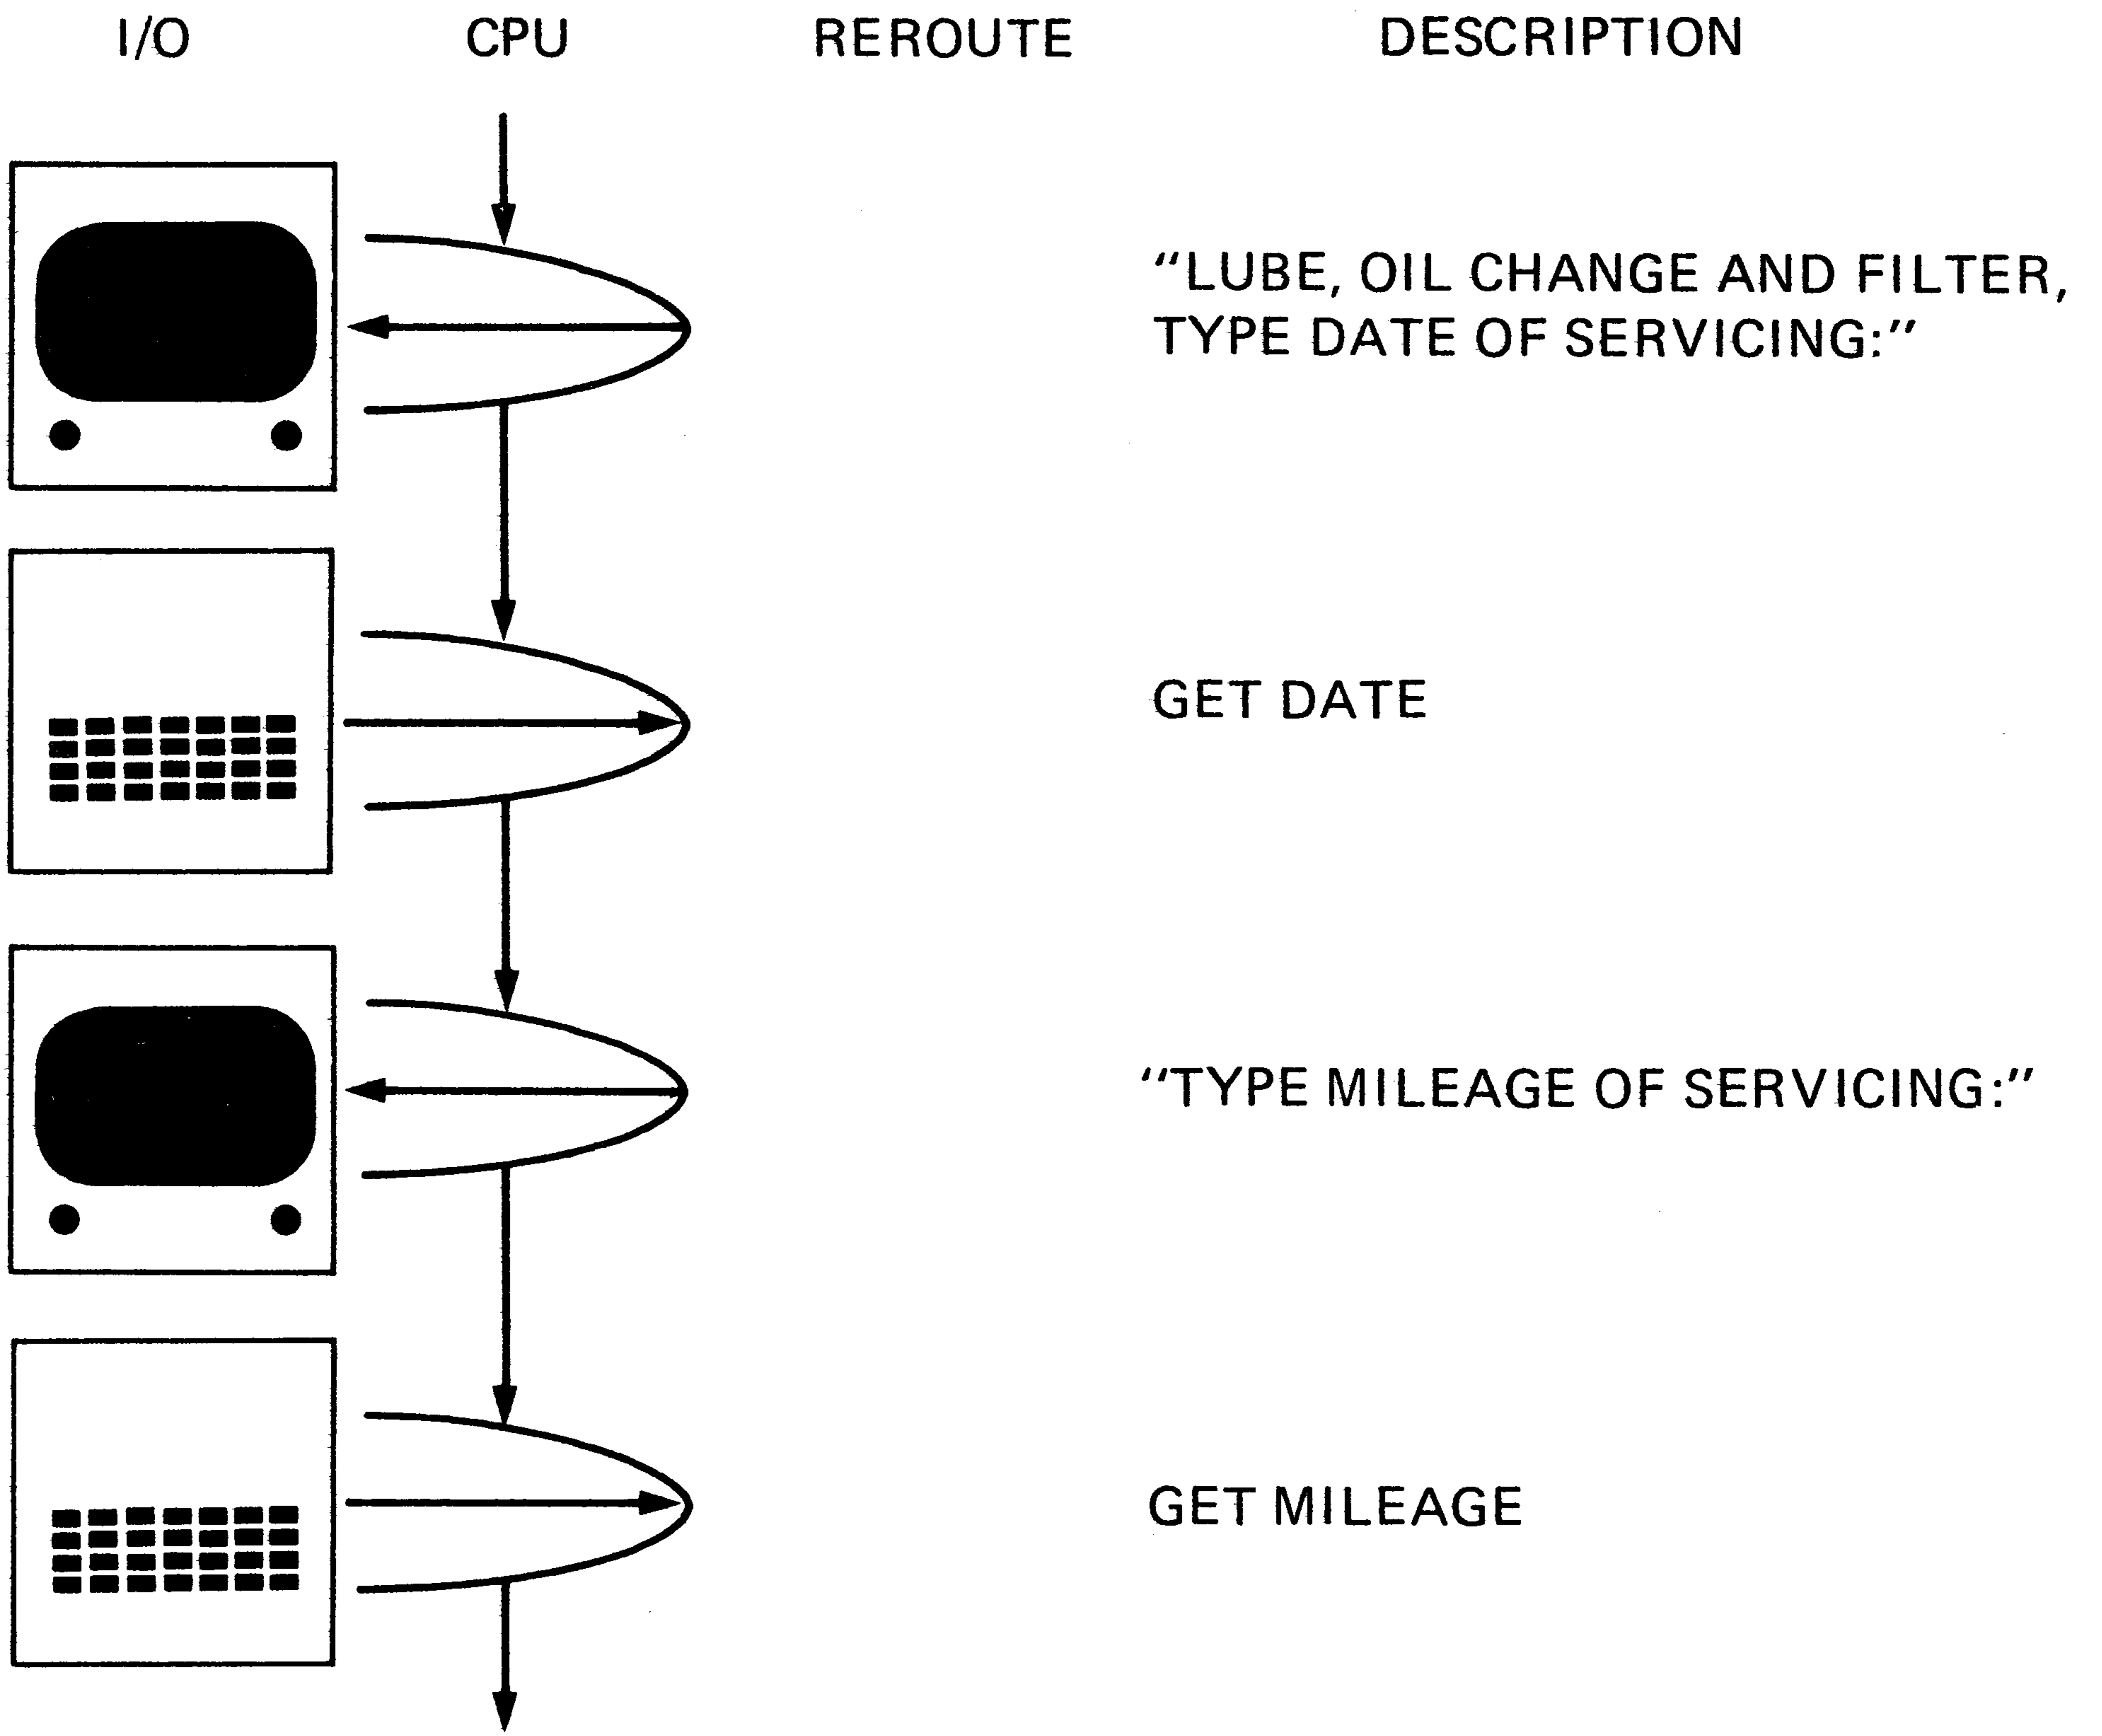 I/O CPU REROUTE DESCRIPTION
“LUBE, OIL CHANGE AND FILTER,
TYPE DATE OF SERVICING:”
GET DATE
“TYPE MILEAGE OF SERVICING:”
GET MILEAGE